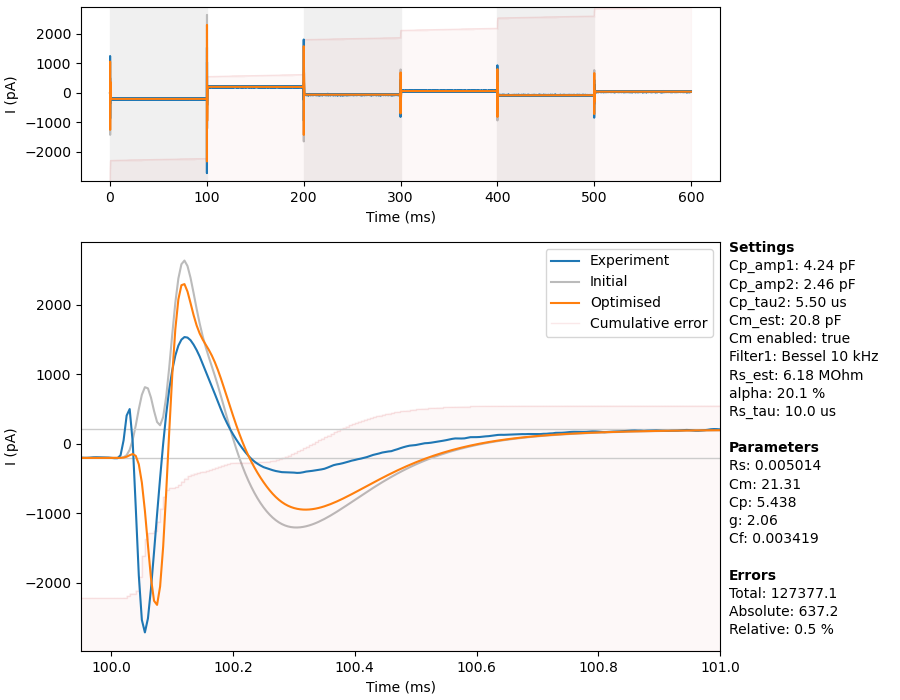 2000
1000
0
−1000
−2000
I (pA)
0 100 200 300 400 500 600
Time (ms)
2000
1000
0
−1000
−2000
I (pA)
Experiment
Initial
Optimised
Cumulative error
100.0 100.2 100.4 100.6 100.8 101.0
Time (ms)
Settings
Cp_amp1: 4.24 pF
Cp_amp2: 2.46 pF
Cp_tau2: 5.50 us
Cm_est: 20.8 pF
Cm enabled: true
Filter1: Bessel 10 kHz
Rs_est: 6.18 MOhm
alpha: 20.1 %
Rs_tau: 10.0 us
Parameters
Rs: 0.005014
Cm: 21.31
Cp: 5.438
g: 2.06
Cf: 0.003419
Errors
Total: 127377.1
Absolute: 637.2
Relative: 0.5 %